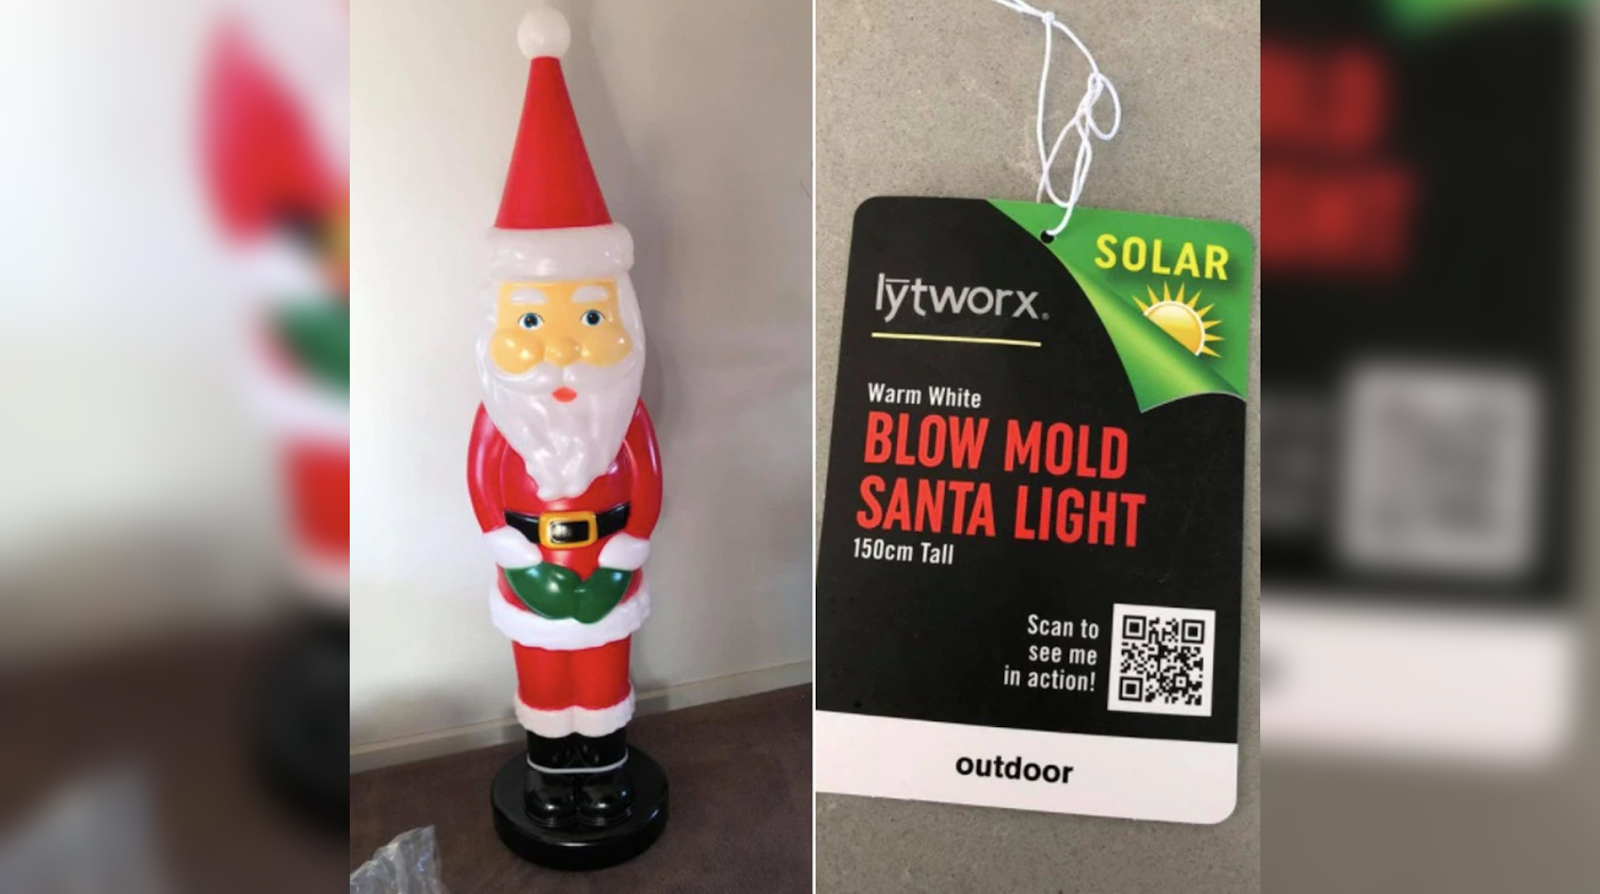 SOLAR
lytworx®
Warm White
BLOW MOLD
SANTA LIGHT
150cm Tall
Scan to
see me
in action!
outdoor